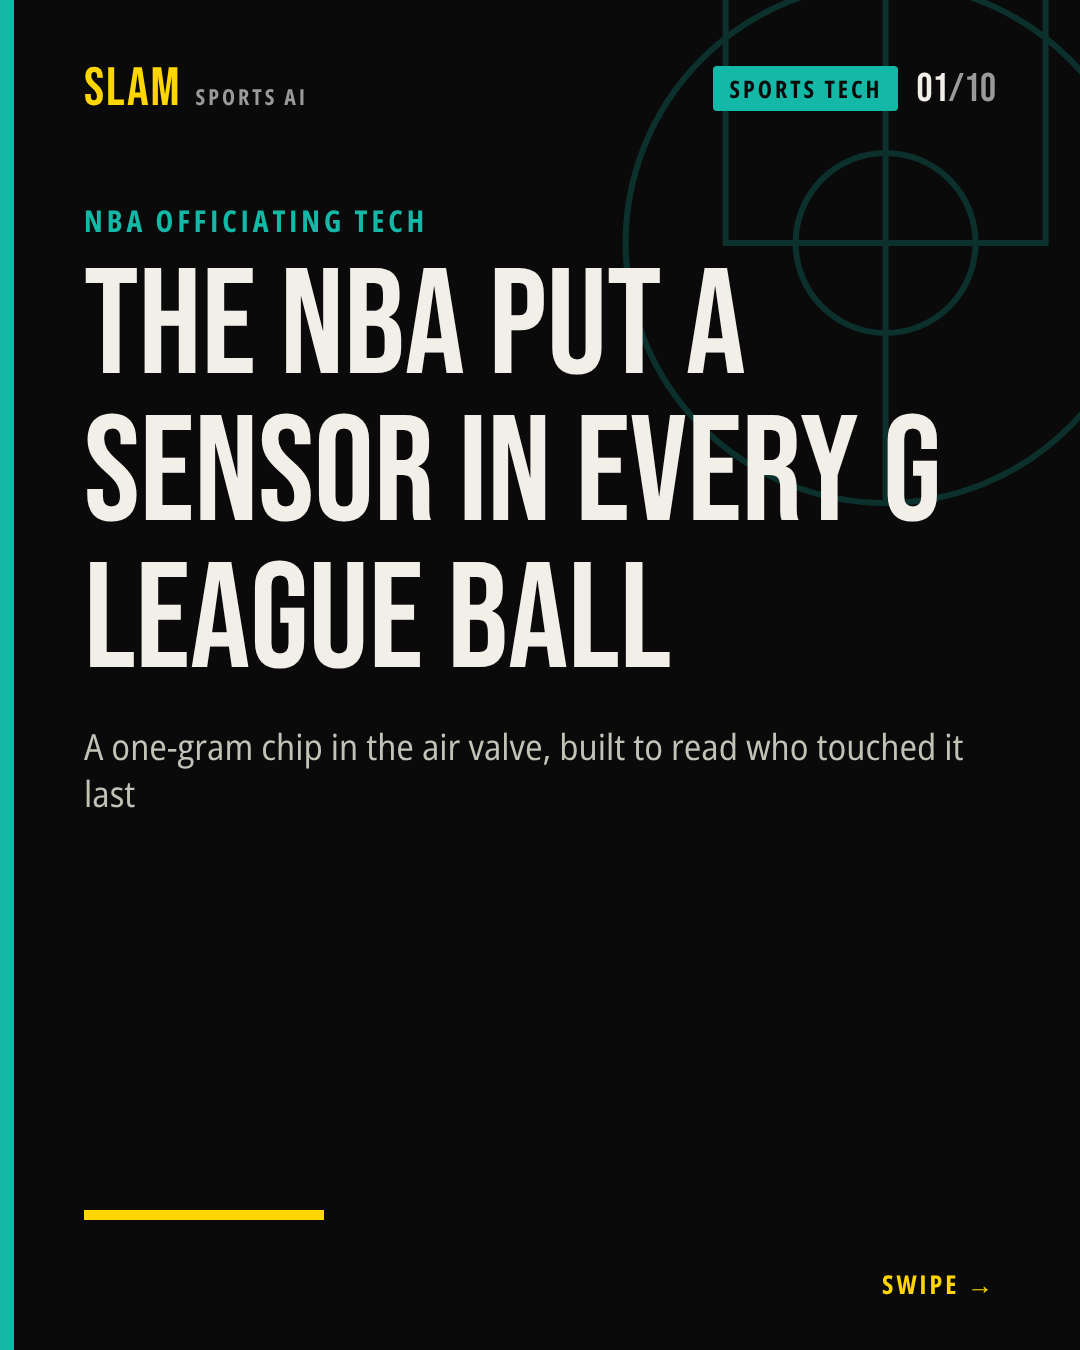 SLAM SPORTS AI
SPORTS TECH 01/10
NBA OFFICIATING TECH
THE NBA PUT A
SENSOR IN EVERY G
LEAGUE BALL
A one-gram chip in the air valve, built to read who touched it
last
SWIPE →